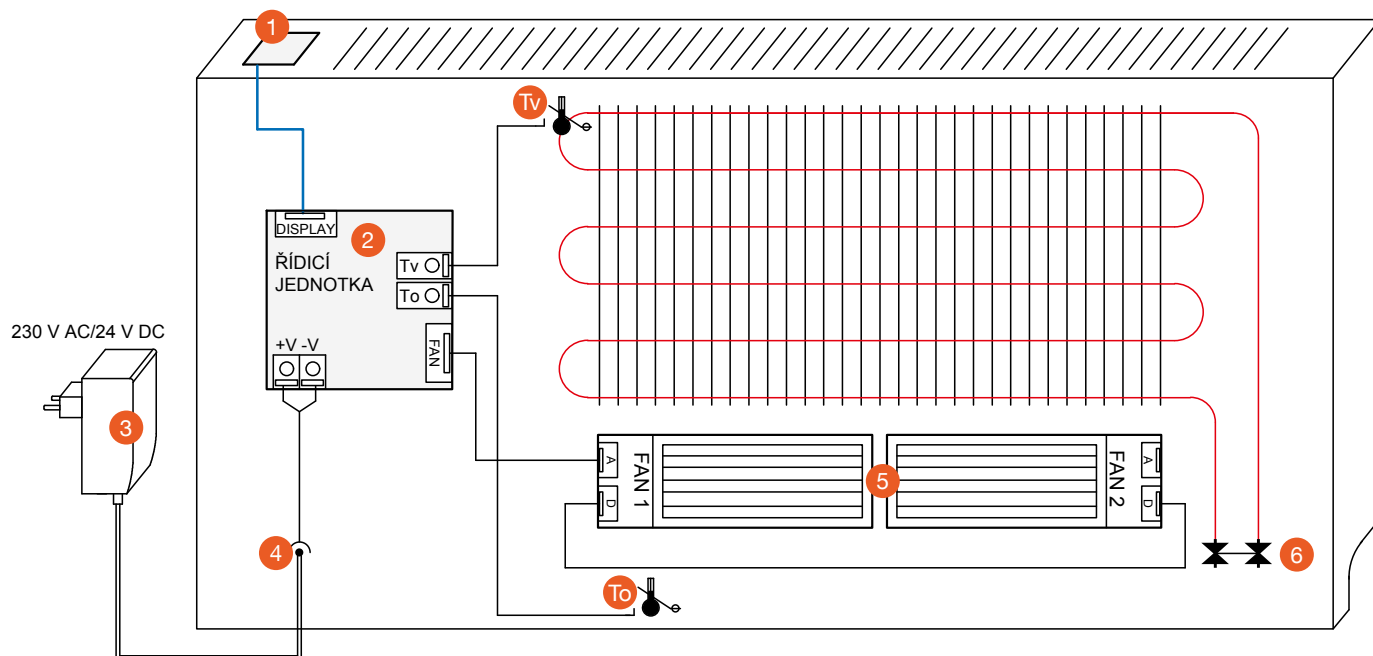 1
Tv
DISPLAY
2
ŘÍDICÍ
JEDNOTKA
Tv
To
230 V AC/24 V DC
+V -V
FAN
3
A
FAN 1
D
5
FAN 2
A
D
4
6
To